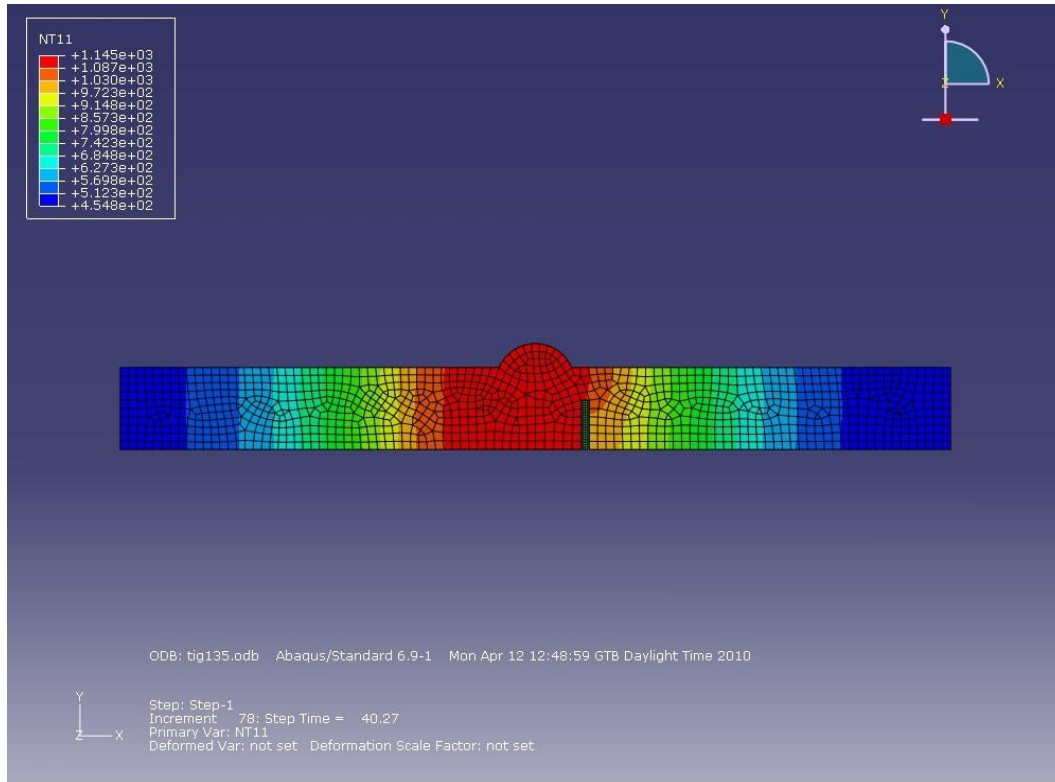 NT11
+1.145e+03
+1.087e+03
+1.030e+03
+9.723e+02
+9.148e+02
+8.573e+02
+7.998e+02
+7.423e+02
+6.848e+02
+6.273e+02
+5.698e+02
+5.123e+02
+4.548e+02
Y
Z X
ODB: tig135.odb Abaqus/Standard 6.9-1 Mon Apr 12 12:48:59 GTB Daylight Time 2010
Y
Z X
Step: Step-1
Increment 78: Step Time = 40.27
Primary Var: NT11
Deformed Var: not set Deformation Scale Factor: not set